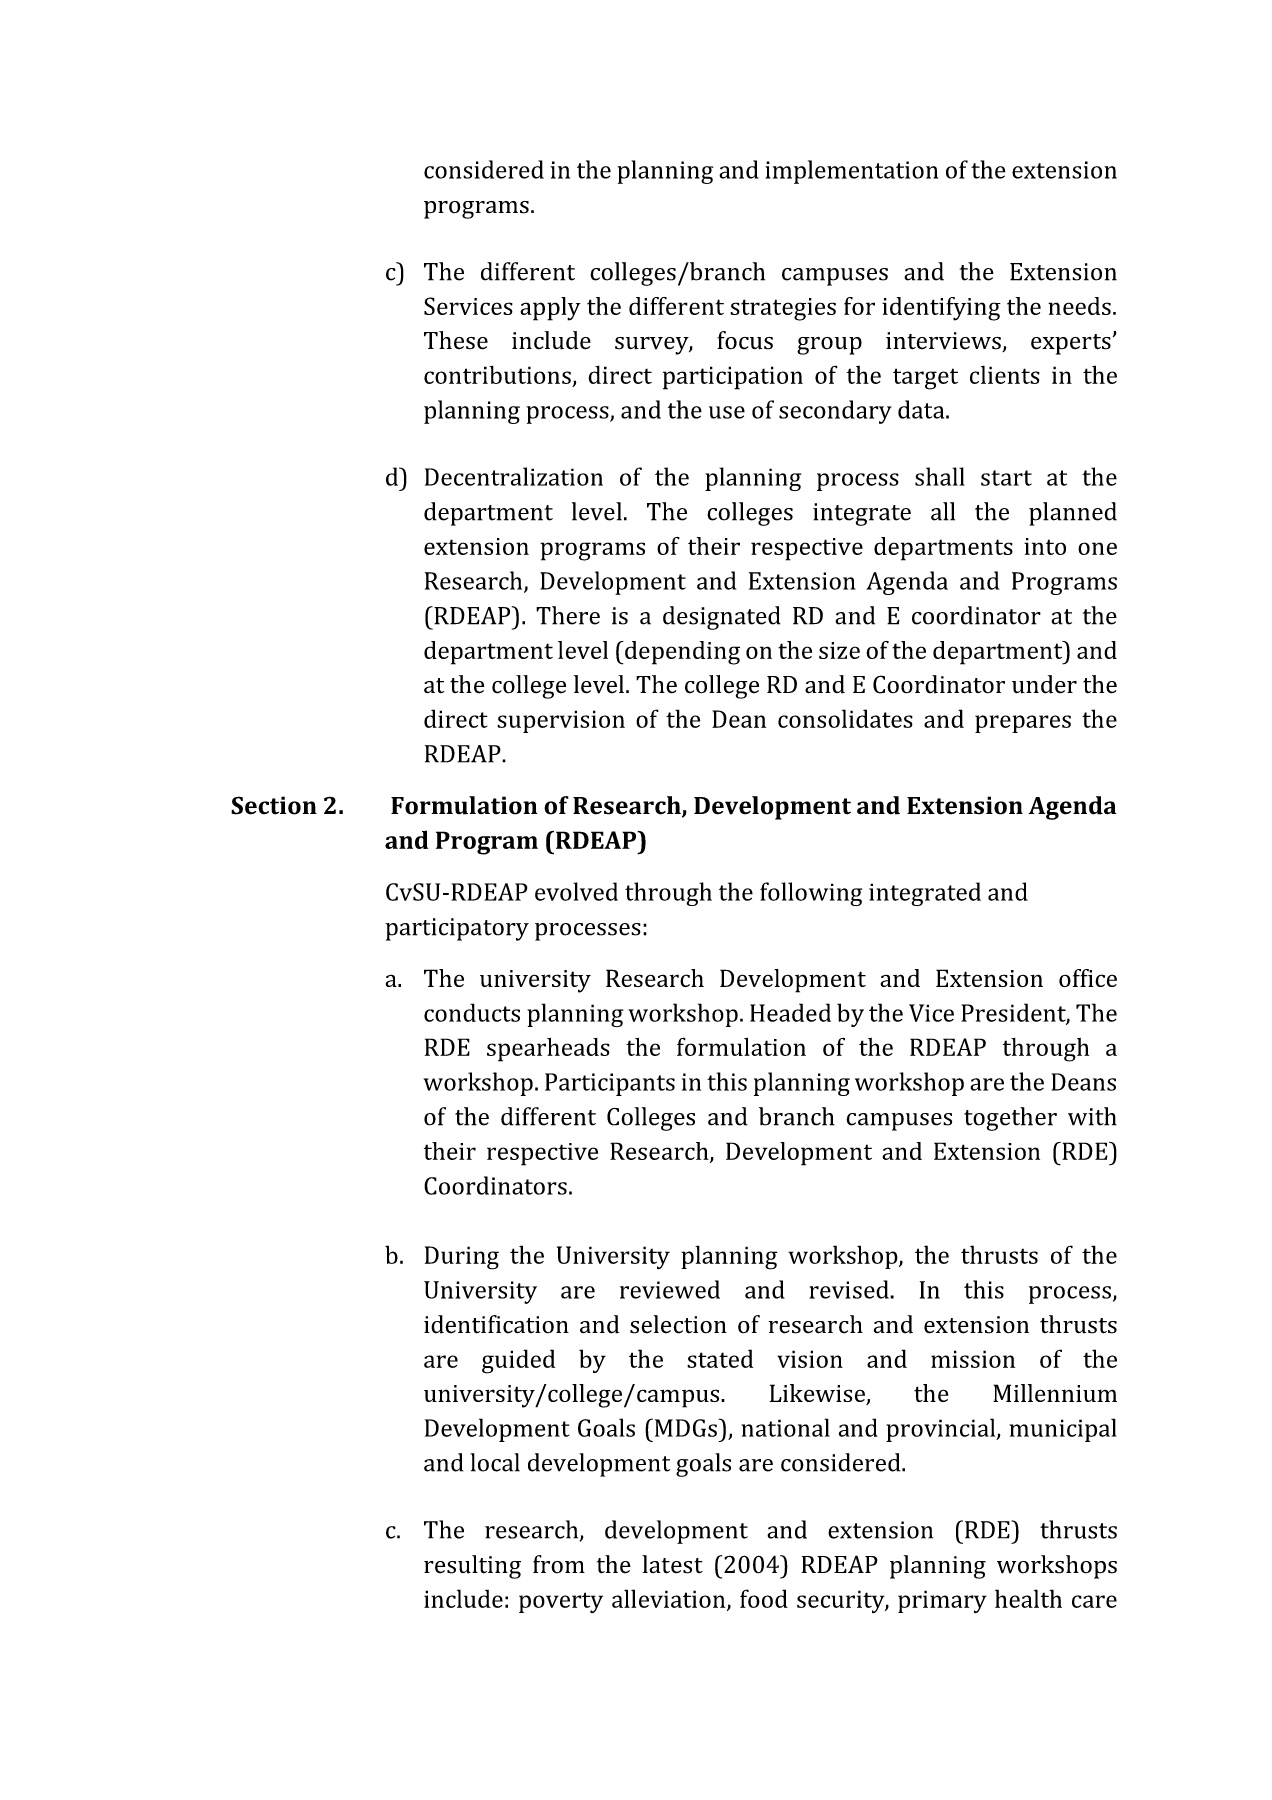 considered in the planning and implementation of the extension
programs.
c) The different colleges/branch campuses and the Extension
Services apply the different strategies for identifying the needs.
These include survey, focus group interviews, experts’
contributions, direct participation of the target clients in the
planning process, and the use of secondary data.
d) Decentralization of the planning process shall start at the
department level. The colleges integrate all the planned
extension programs of their respective departments into one
Research, Development and Extension Agenda and Programs
(RDEAP). There is a designated RD and E coordinator at the
department level (depending on the size of the department) and
at the college level. The college RD and E Coordinator under the
direct supervision of the Dean consolidates and prepares the
RDEAP.
Section 2. Formulation of Research, Development and Extension Agenda
and Program (RDEAP)
CvSU-RDEAP evolved through the following integrated and
participatory processes:
a. The university Research Development and Extension office
conducts planning workshop. Headed by the Vice President, The
RDE spearheads the formulation of the RDEAP through a
workshop. Participants in this planning workshop are the Deans
of the different Colleges and branch campuses together with
their respective Research, Development and Extension (RDE)
Coordinators.
b. During the University planning workshop, the thrusts of the
University are reviewed and revised. In this process,
identification and selection of research and extension thrusts
are guided by the stated vision and mission of the
university/college/campus. Likewise, the Millennium
Development Goals (MDGs), national and provincial, municipal
and local development goals are considered.
c. The research, development and extension (RDE) thrusts
resulting from the latest (2004) RDEAP planning workshops
include: poverty alleviation, food security, primary health care